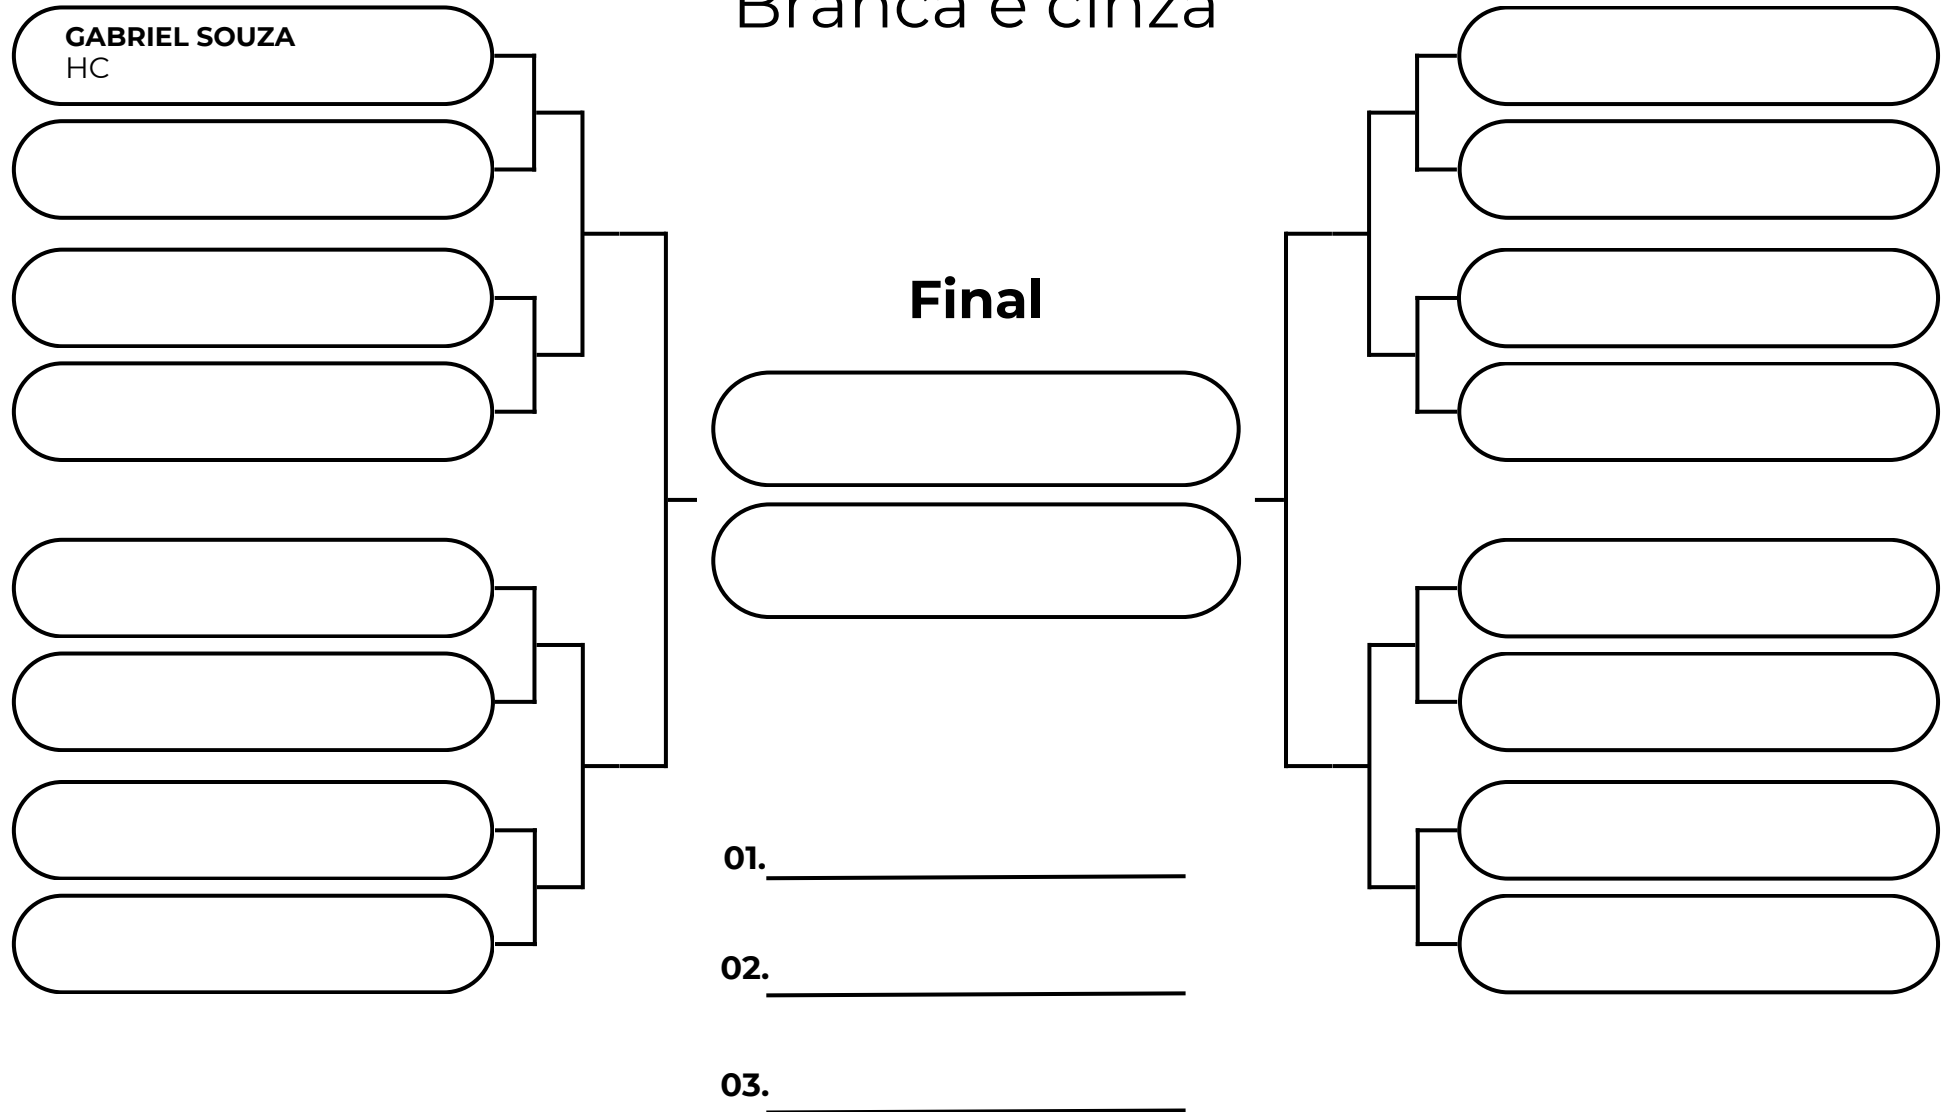 Branca e cinza
GABRIEL SOUZA
HC
Final
01.
02.
03.